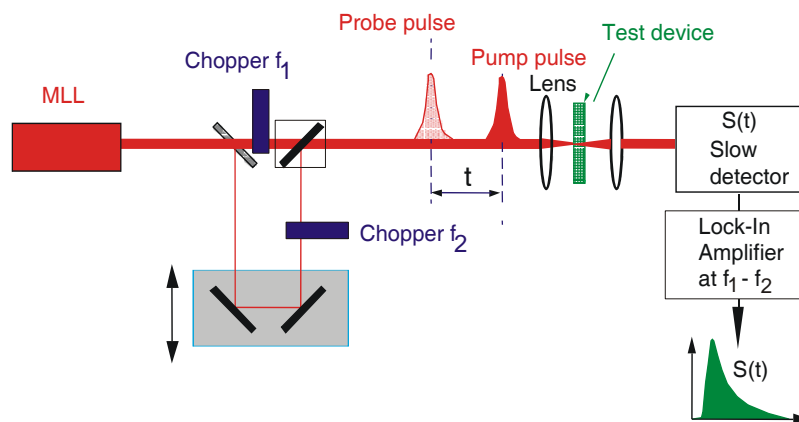 Probe pulse
Test device
Chopper f1
Pump pulse
MLL
Lens
S(t)
Slow
detector
t
Chopper f2
Lock-In
Amplifier
at f1 - f2
S(t)